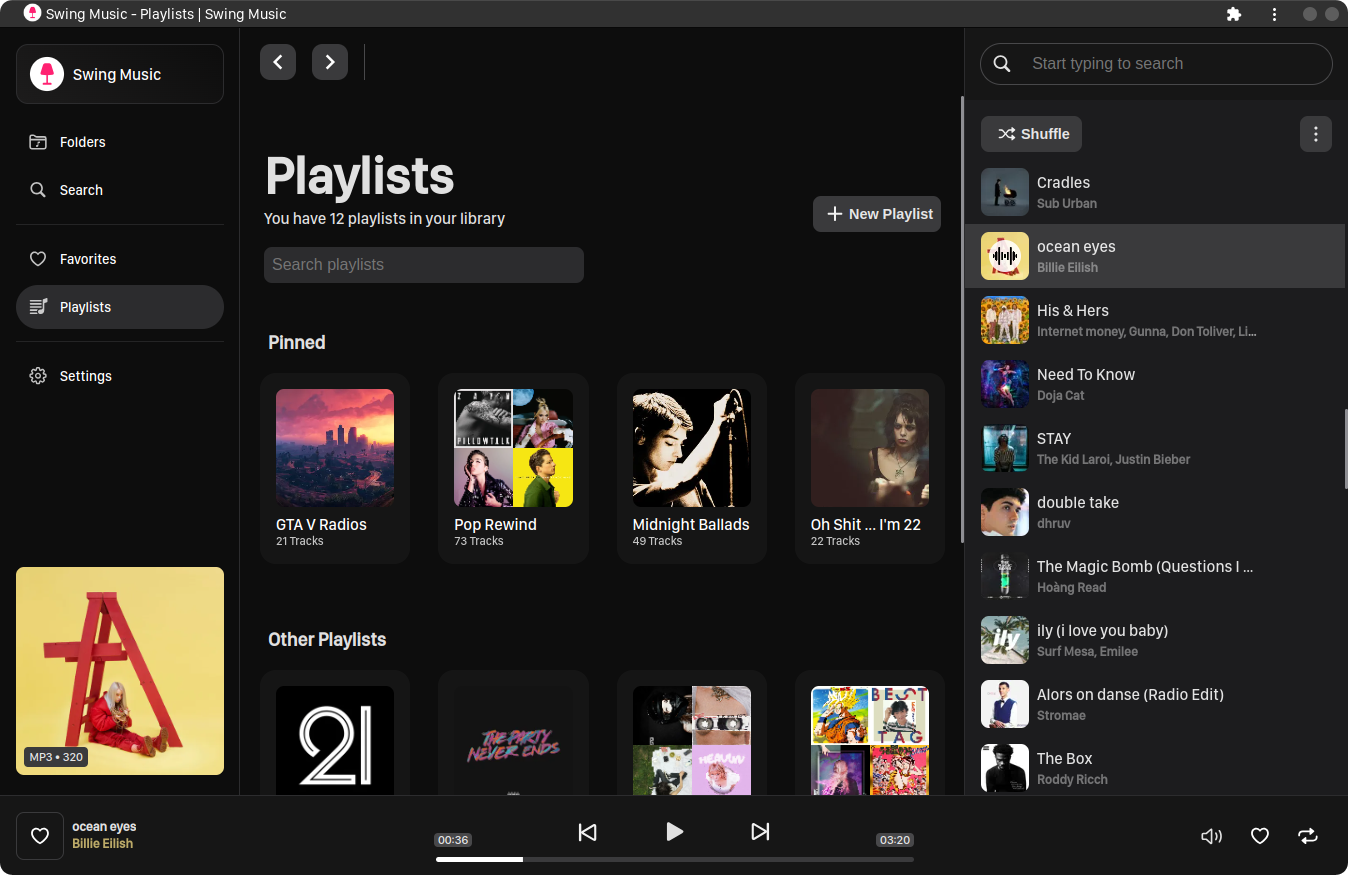 Swing Music - Playlists | Swing Music
Swing Music
Folders
Search
Favorites
Playlists
Settings
MP3 • 320
Playlists
You have 12 playlists in your library
New Playlist
Search playlists
Pinned
ZAYN
PILLOWTALK
GTA V Radios
21 Tracks
Pop Rewind
73 Tracks
Midnight Ballads
49 Tracks
Oh Shit ... I'm 22
22 Tracks
Other Playlists
21
THE PARTY
NEVER ENDS
HEAVEN
BEST
TAG
Start typing to search
Shuffle
Cradles
Sub Urban
ocean eyes
Billie Eilish
His & Hers
Internet money, Gunna, Don Toliver, Li...
Need To Know
Doja Cat
STAY
The Kid Laroi, Justin Bieber
double take
dhruv
The Magic Bomb (Questions I ...
Hoàng Read
ily
ily (i love you baby)
Surf Mesa, Emilee
Alors on danse (Radio Edit)
Stromae
The Box
Roddy Ricch
ocean eyes
Billie Eilish
00:36
03:20